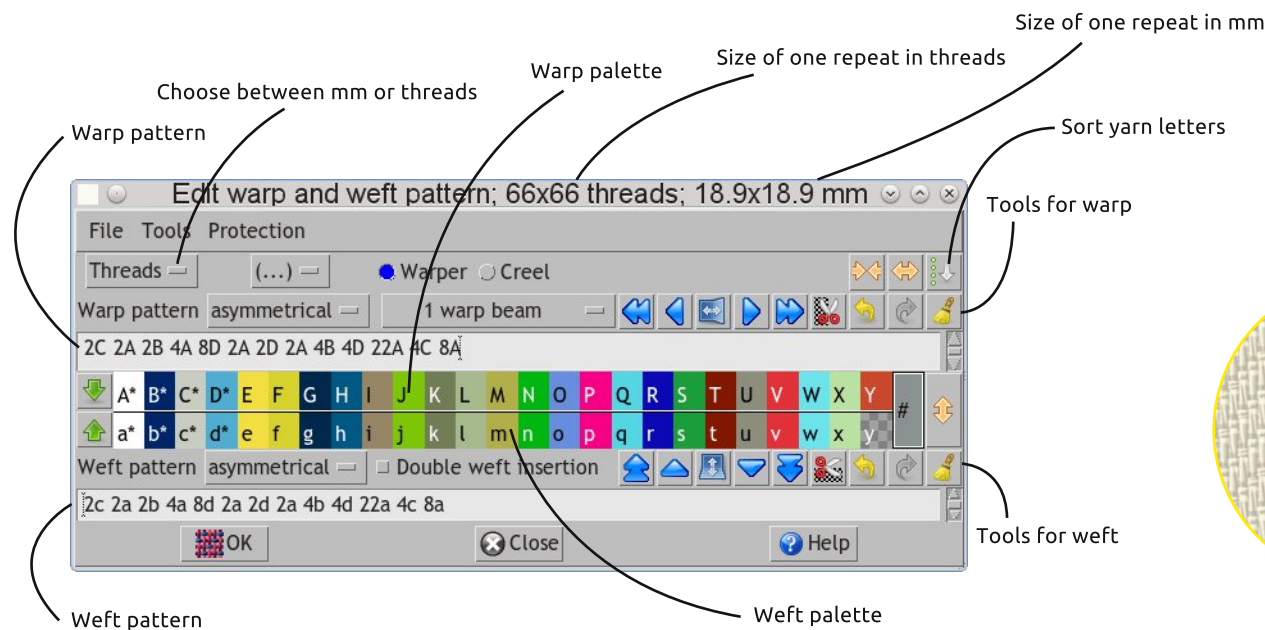 Size of one repeat in mm
Size of one repeat in threads
Warp palette
Choose between mm or threads
Warp pattern
Sort yarn letters
Edit warp and weft pattern; 66x66 threads; 18.9x18.9 mm
Tools for warp
File Tools Protection
Threads (...) Warper Creel
Warp pattern asymmetrical 1 warp beam
2C 2A 2B 4A 8D 2A 2D 2A 4B 4D 22A 4C 8A
A* B* C* D* E F G H I J K L M N O P Q R S T U V W X Y
#
a* b* c* d* e f g h i j k l m n o p q r s t u v w x y
Weft pattern asymmetrical Double weft insertion
2c 2a 2b 4a 8d 2a 2d 2a 4b 4d 22a 4c 8a
Tools for weft
OK Close Help
Weft palette
Weft pattern